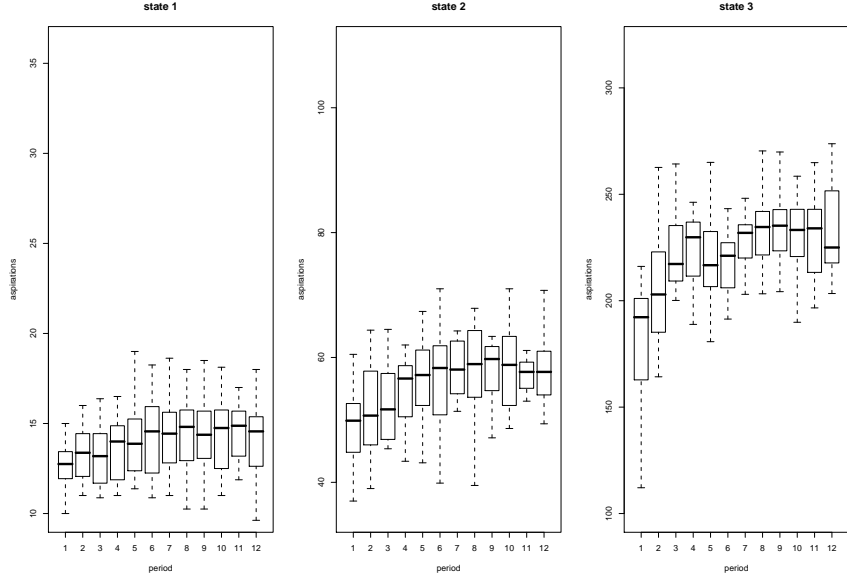 state 1
state 2
state 3
aspirations
35
30
25
20
15
10
1 2 3 4 5 6 7 8 9 10 11 12
period
aspirations
100
80
60
40
1 2 3 4 5 6 7 8 9 10 11 12
period
aspirations
300
250
200
150
100
1 2 3 4 5 6 7 8 9 10 11 12
period